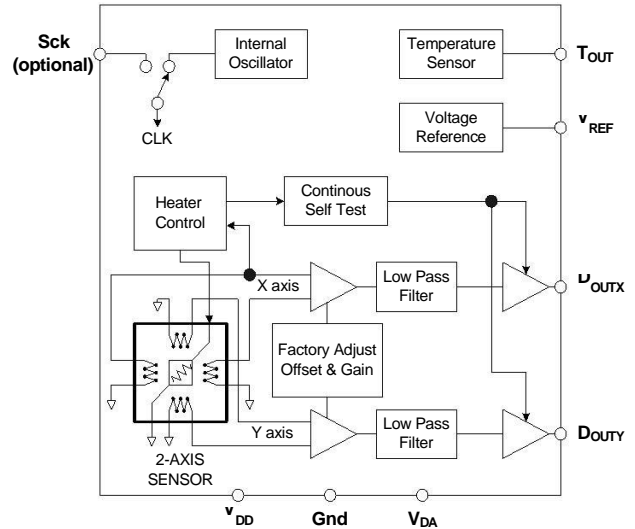 Sck
(optional)
Internal
Oscillator
CLK
Temperature
Sensor
TOUT
Voltage
Reference
VREF
Heater
Control
Continous
Self Test
X axis
Low Pass
Filter
DOUTX
Factory Adjust
Offset & Gain
Y axis
Low Pass
Filter
DOUTY
2-AXIS
SENSOR
VDD
Gnd
VDA